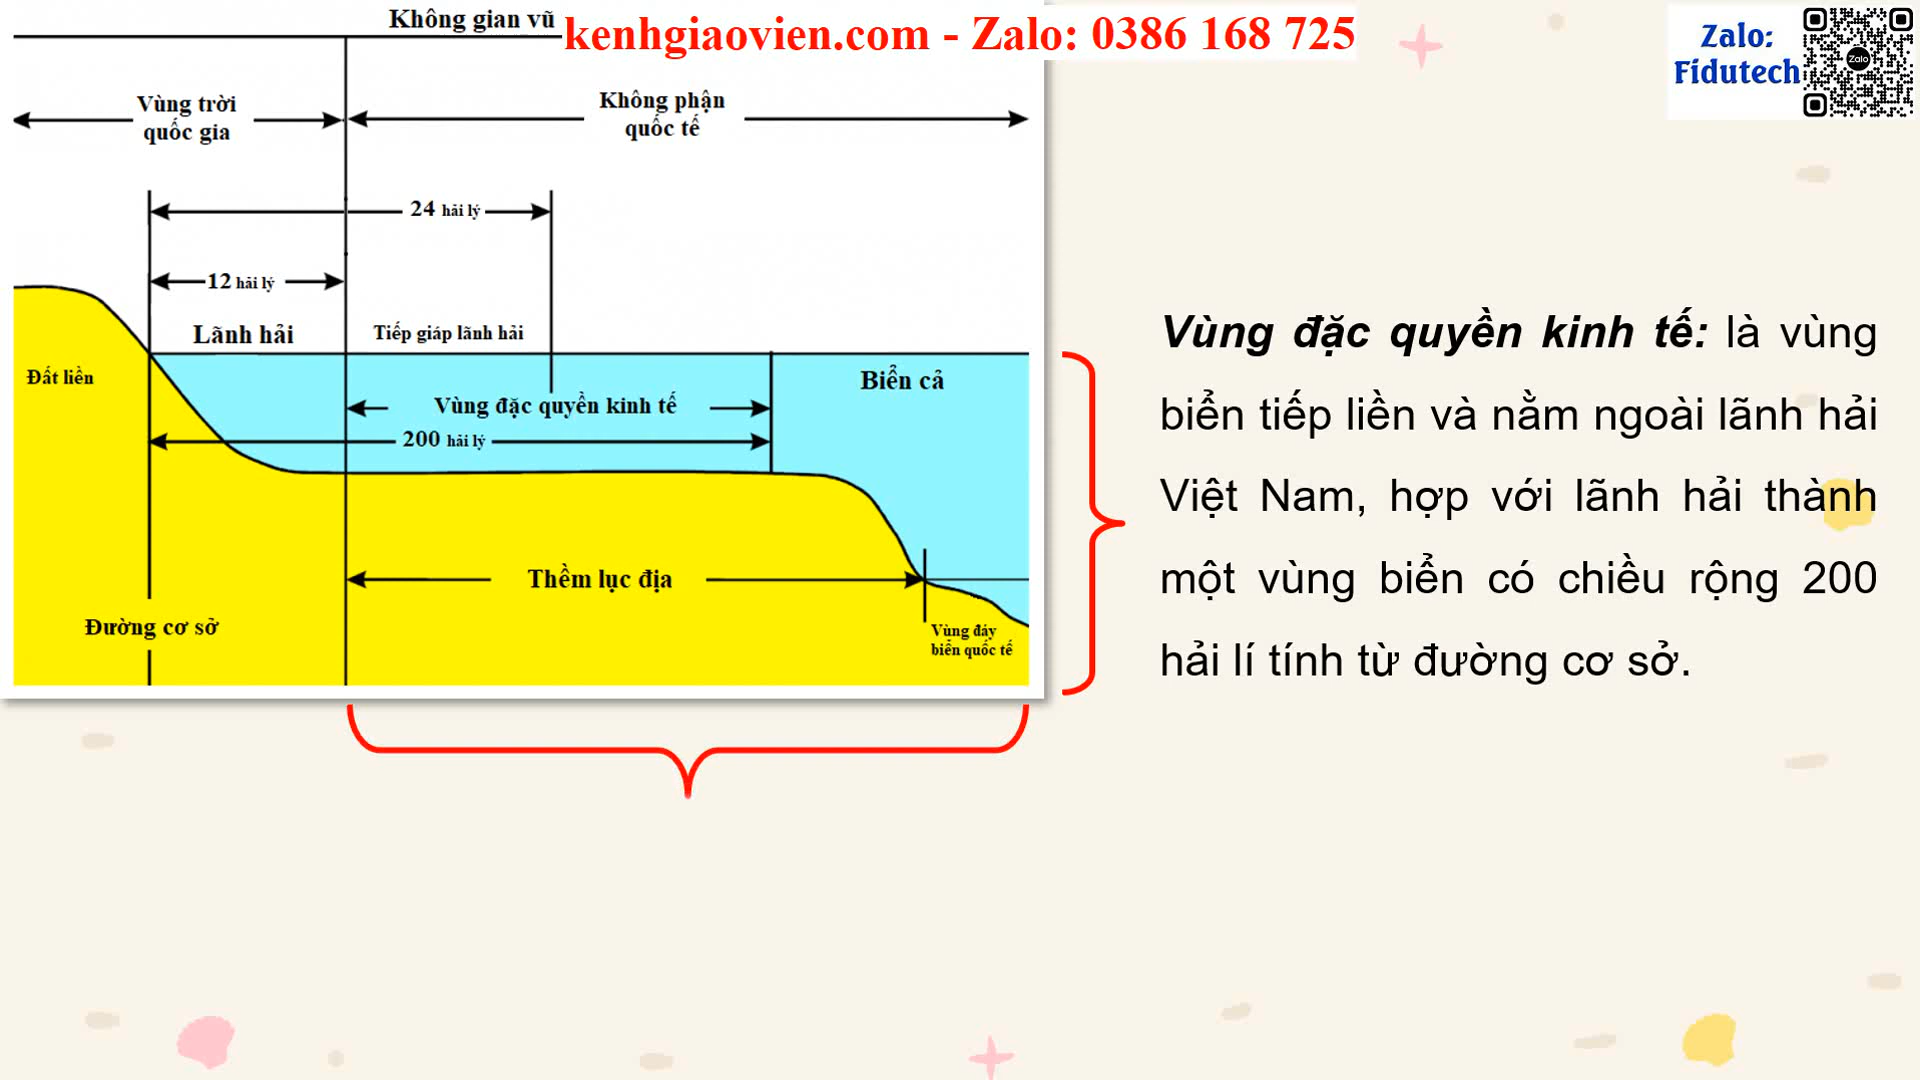 Không gian vũ
kenhgiaovien.com - Zalo: 0386 168 725
Zalo:
Fidutech
Zalo
Vùng trời
quốc gia
Không phận
quốc tế
24 hải lý
12 hải lý
Lãnh hải
Tiếp giáp lãnh hải
Đất liền
Biển cả
Vùng đặc quyền kinh tế
200 hải lý
Thềm lục địa
Đường cơ sở
Vùng đáy
biển quốc tế
Vùng đặc quyền kinh tế: là vùng
biển tiếp liền và nằm ngoài lãnh hải
Việt Nam, hợp với lãnh hải thành
một vùng biển có chiều rộng 200
hải lí tính từ đường cơ sở.